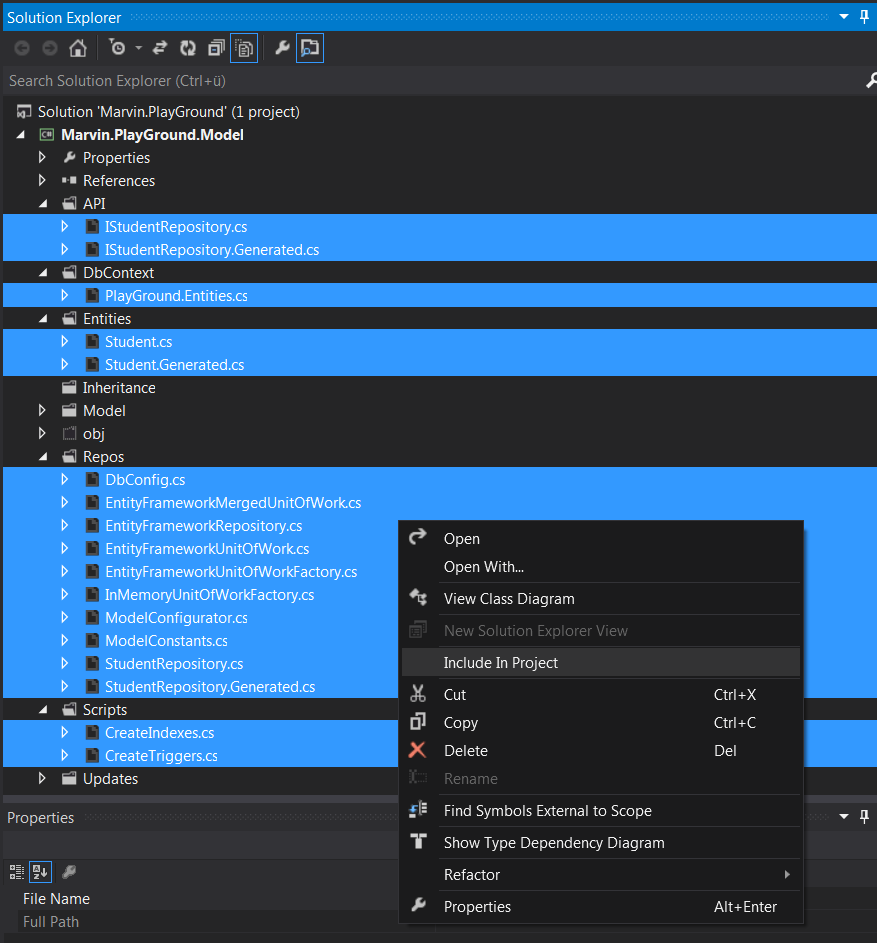 Solution Explorer
Search Solution Explorer (Ctrl+ü)
Solution 'Marvin.PlayGround' (1 project)
C# Marvin.PlayGround.Model
Properties
References
API
IStudentRepository.cs
IStudentRepository.Generated.cs
DbContext
PlayGround.Entities.cs
Entities
Student.cs
Student.Generated.cs
Inheritance
Model
obj
Repos
DbConfig.cs
EntityFrameworkMergedUnitOfWork.cs
EntityFrameworkRepository.cs
EntityFrameworkUnitOfWork.cs
EntityFrameworkUnitOfWorkFactory.cs
InMemoryUnitOfWorkFactory.cs
ModelConfigurator.cs
ModelConstants.cs
StudentRepository.cs
StudentRepository.Generated.cs
Scripts
CreateIndexes.cs
CreateTriggers.cs
Updates
Open
Open With...
View Class Diagram
New Solution Explorer View
Include In Project
Cut Ctrl+X
Copy Ctrl+C
Delete Del
Rename
Find Symbols External to Scope
Show Type Dependency Diagram
Refactor
Properties Alt+Enter
Properties
File Name
Full Path